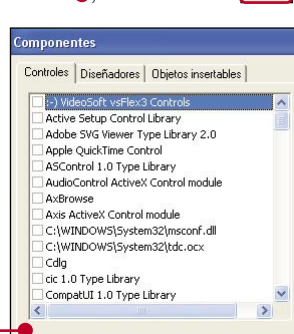 Componentes
Controles Diseñadores Objetos insertables
:-) VideoSoft vsFlex3 Controls
Active Setup Control Library
Adobe SVG Viewer Type Library 2.0
Apple QuickTime Control
ASControl 1.0 Type Library
AudioControl ActiveX Control module
AxBrowse
Axis ActiveX Control module
C:\WINDOWS\System32\msconf.dll
C:\WINDOWS\System32\tdc.ocx
Cdlg
cic 1.0 Type Library
CompatUI 1.0 Type Library